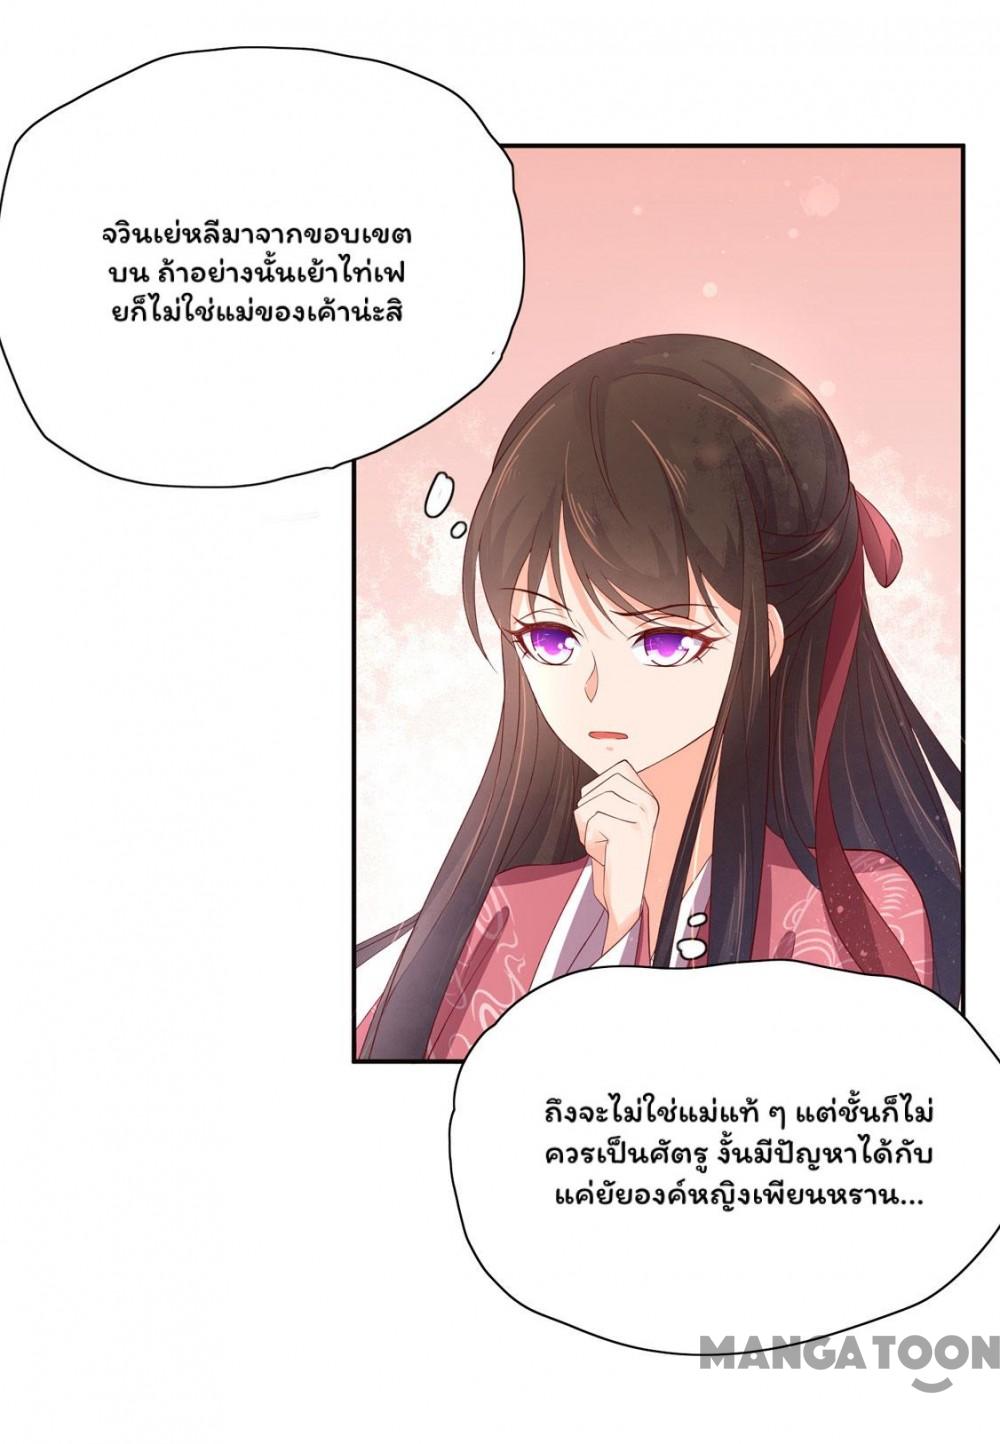 จวินเย่หลีมาจากขอบเขต
บน ถ้าอย่างนั้นเย้าไท่เฟ
ยก็ไม่ใช่แม่ของเค้าน่ะสิ
ถึงจะไม่ใช่แม่แท้ ๆ แต่ชั้นก็ไม่
ควรเป็นศัตรู งั้นมีปัญหาได้กับ
แค่ยัยองค์หญิงเพียนหราน...
MANGATOON